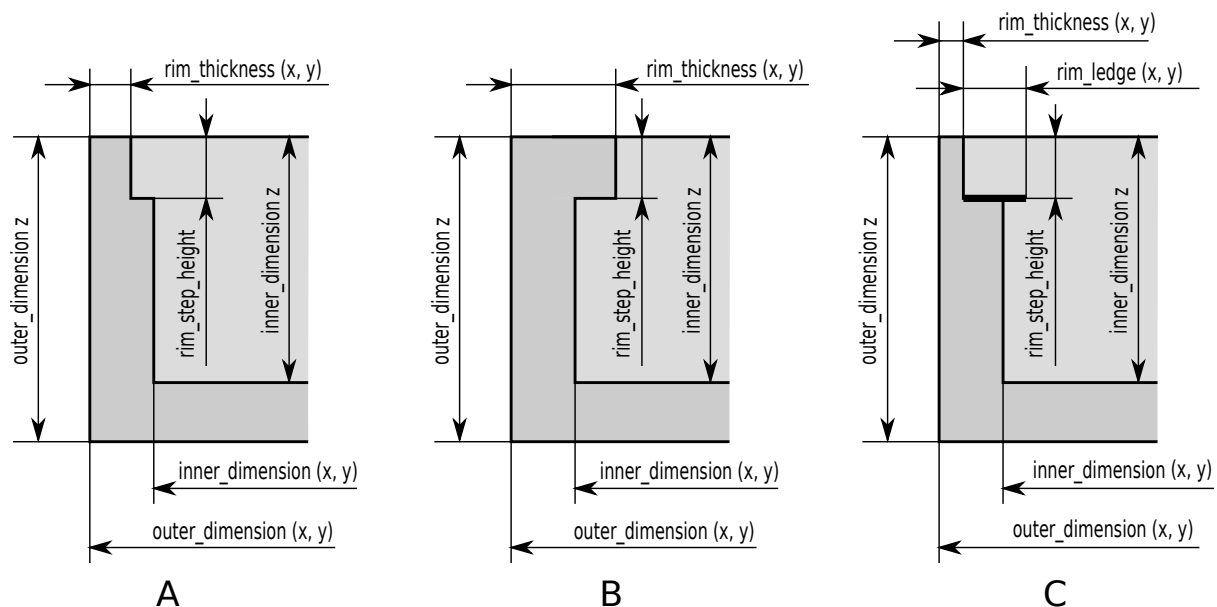 rim_thickness (x, y)
outer_dimension z
rim_step_height
inner_dimension z
inner_dimension (x, y)
outer_dimension (x, y)
A
rim_thickness (x, y)
outer_dimension z
rim_step_height
inner_dimension z
inner_dimension (x, y)
outer_dimension (x, y)
B
rim_thickness (x, y)
rim_ledge (x, y)
outer_dimension z
rim_step_height
inner_dimension z
inner_dimension (x, y)
outer_dimension (x, y)
C